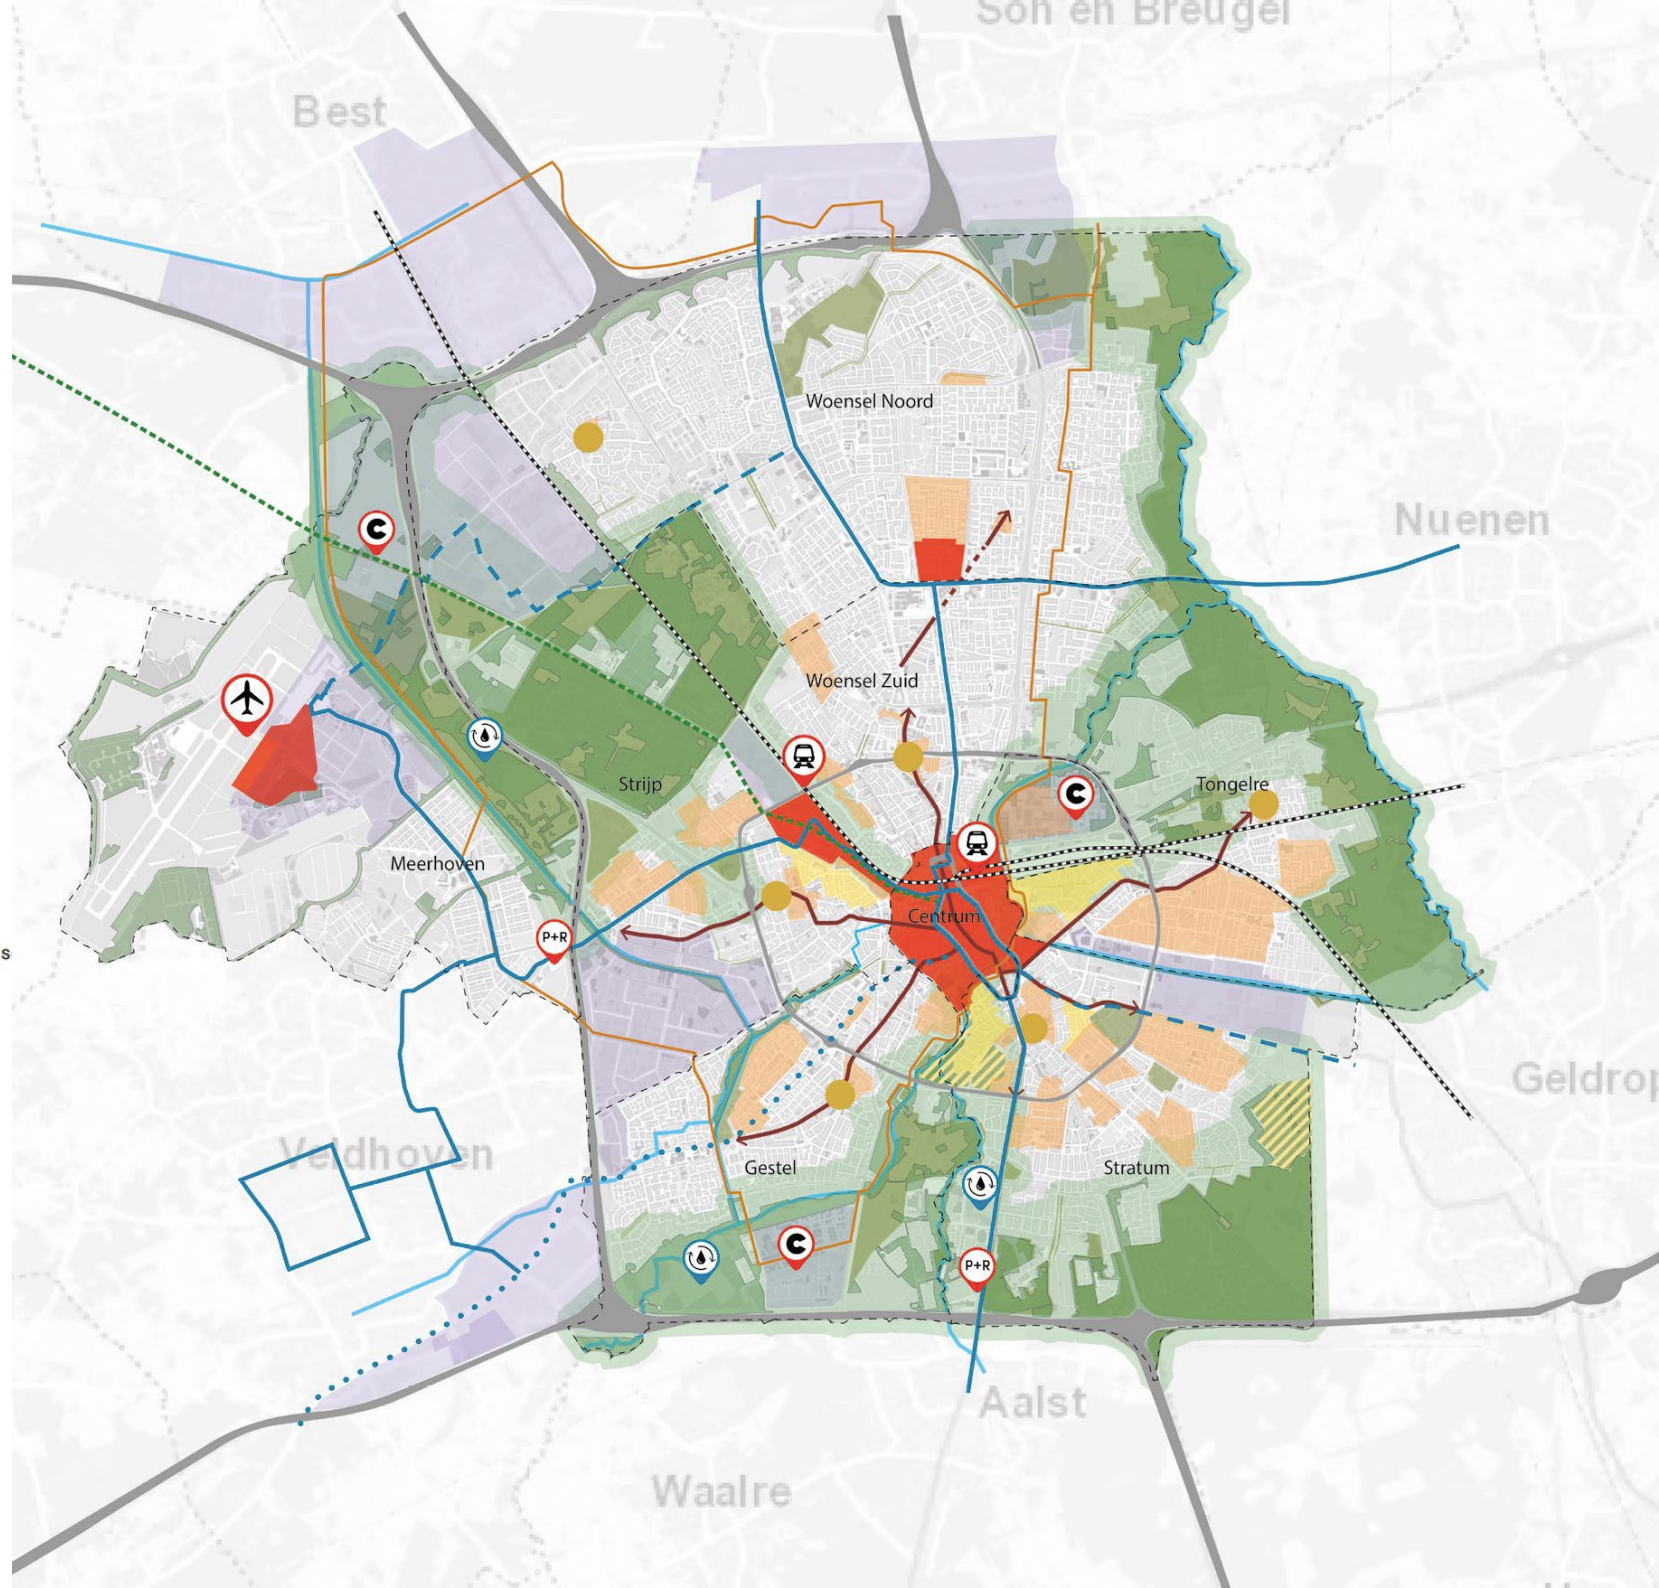 Son en Breugel
Best
Woensel Noord
Nuenen
C
Woensel Zuid
Strijp
C
Tongelre
Meerhoven
Centrum
P+R
s
Geldrop
Veldhoven
Gestel
Stratum
C
P+R
Aalst
Waalre